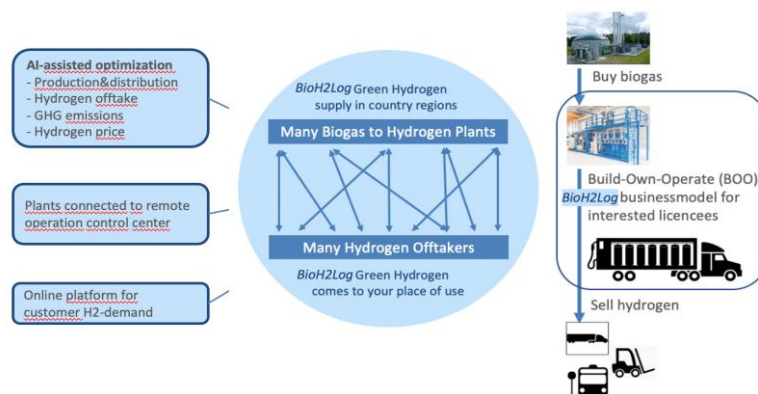 AI-assisted optimization
- Production&distribution
- Hydrogen offtake
- GHG emissions
- Hydrogen price
Plants connected to remote
operation control center
Online platform for
customer H2-demand
BioH2Log Green Hydrogen
supply in country regions
Many Biogas to Hydrogen Plants
Many Hydrogen Offtakers
BioH2Log Green Hydrogen
comes to your place of use
Buy biogas
Build-Own-Operate (BOO)
BioH2Log businessmodel for
interested licencees
Sell hydrogen